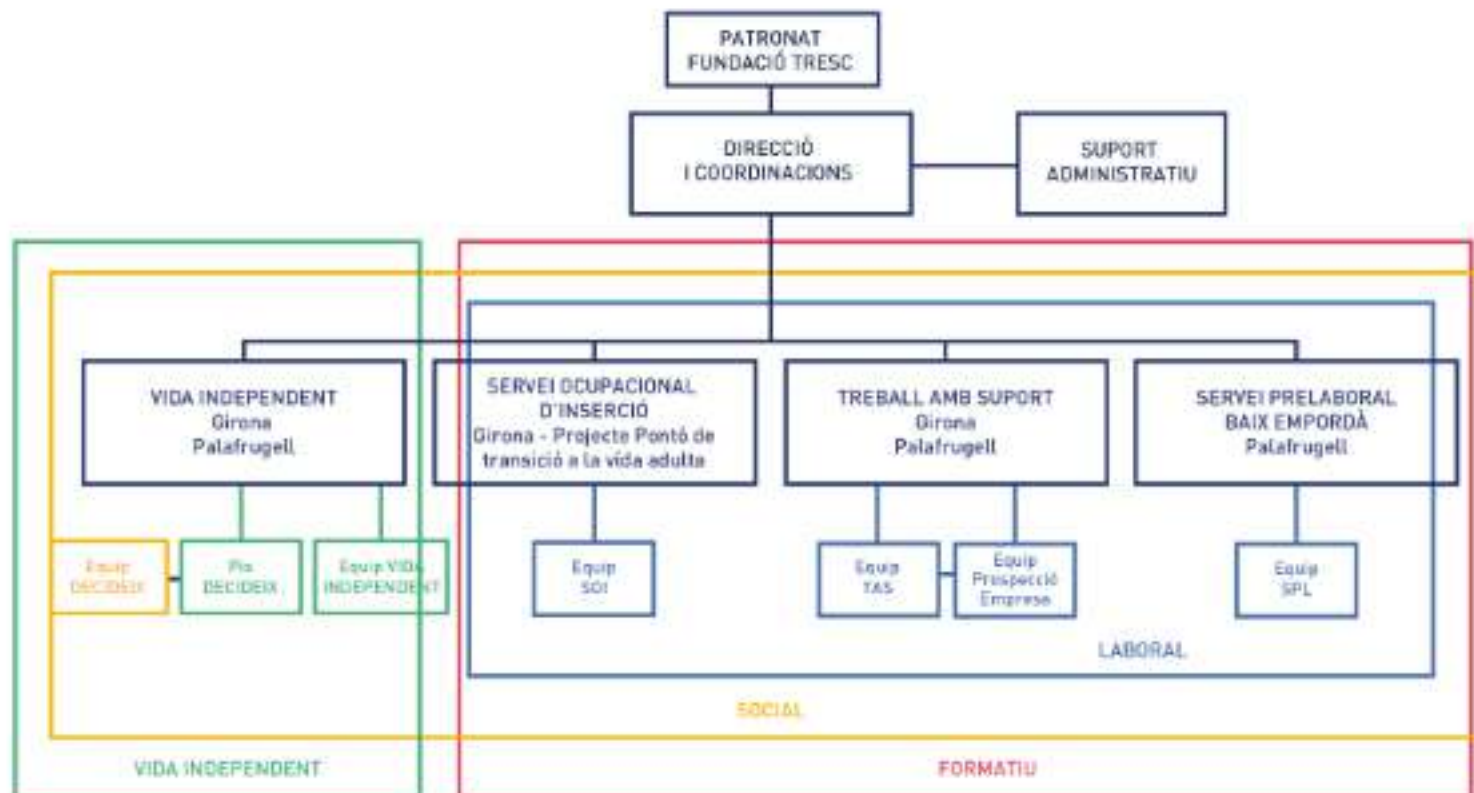 PATRONAT
FUNDACIÓ TRESC
DIRECCIÓ
I COORDINACIONS
SUPORT
ADMINISTRATIU
VIDA INDEPENDENT
Girona
Palafrugell
SERVEI OCUPACIONAL
D'INSERCIÓ
Girona - Projecte Pontó de
transició a la vida adulta
TREBALL AMB SUPORT
Girona
Palafrugell
SERVEI PRELABORAL
BAIX EMPORDÀ
Palafrugell
Equip
DECIDEIX
Pis
DECIDEIX
Equip VIDA
INDEPENDENT
Equip
SOI
Equip
TAS
Equip
Prospecció
Empresa
Equip
SPL
LABORAL
SOCIAL
VIDA INDEPENDENT
FORMATIU